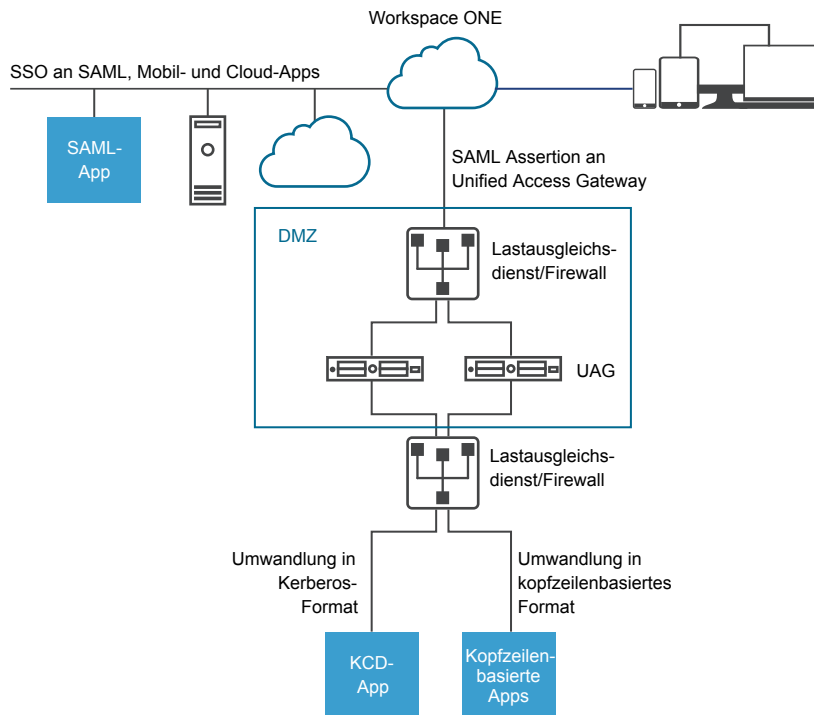 Workspace ONE
SSO an SAML, Mobil- und Cloud-Apps
SAML-
App
SAML Assertion an
Unified Access Gateway
DMZ
Lastausgleichs-
dienst/Firewall
UAG
Lastausgleichs-
dienst/Firewall
Umwandlung in
Kerberos-
Format
Umwandlung in
kopfzeilenbasiertes
Format
KCD-
App
Kopfzeilen-
basierte
Apps